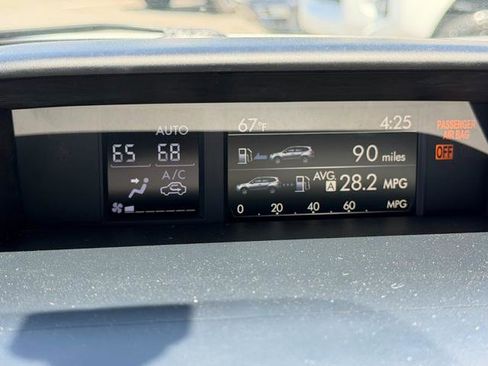 AUTO
65 68
A/C
67°F 4:25
90 miles
AVG A 28.2 MPG
0 20 40 60 MPG
PASSENGER
AIR BAG
OFF